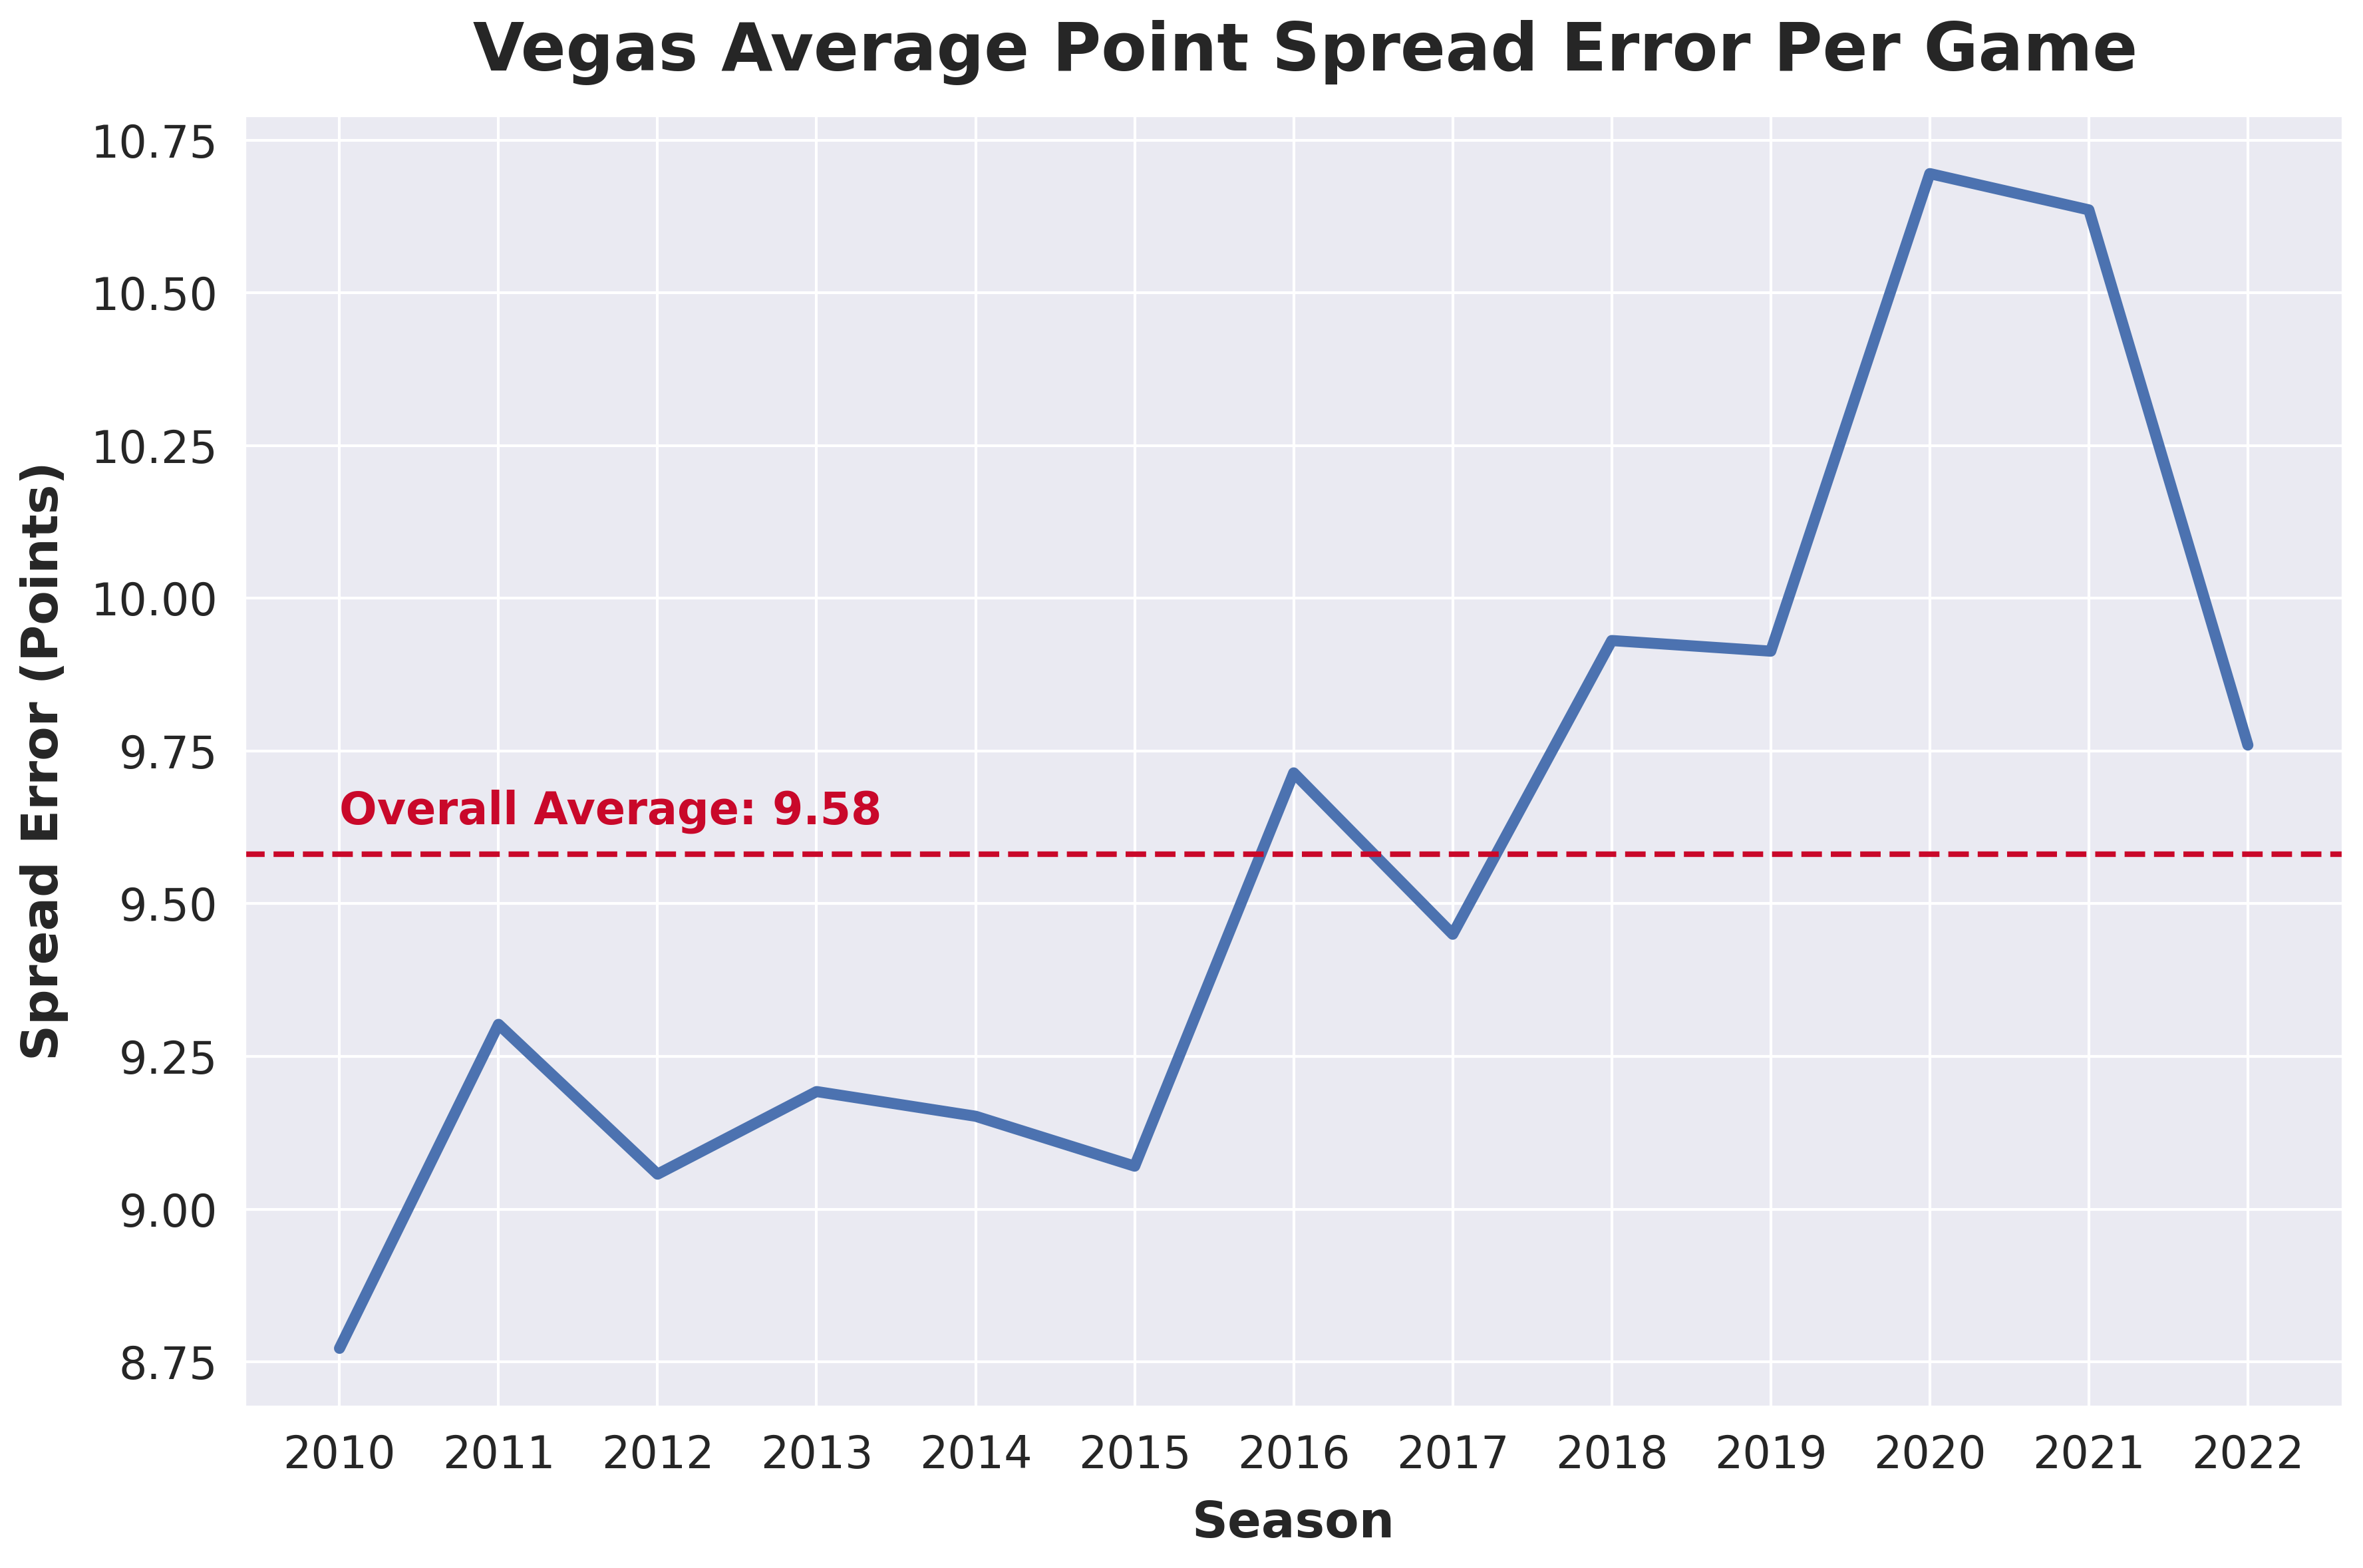 Vegas Average Point Spread Error Per Game
Spread Error (Points)
10.75
10.50
10.25
10.00
9.75
9.50
9.25
9.00
8.75
Overall Average: 9.58
2010 2011 2012 2013 2014 2015 2016 2017 2018 2019 2020 2021 2022
Season